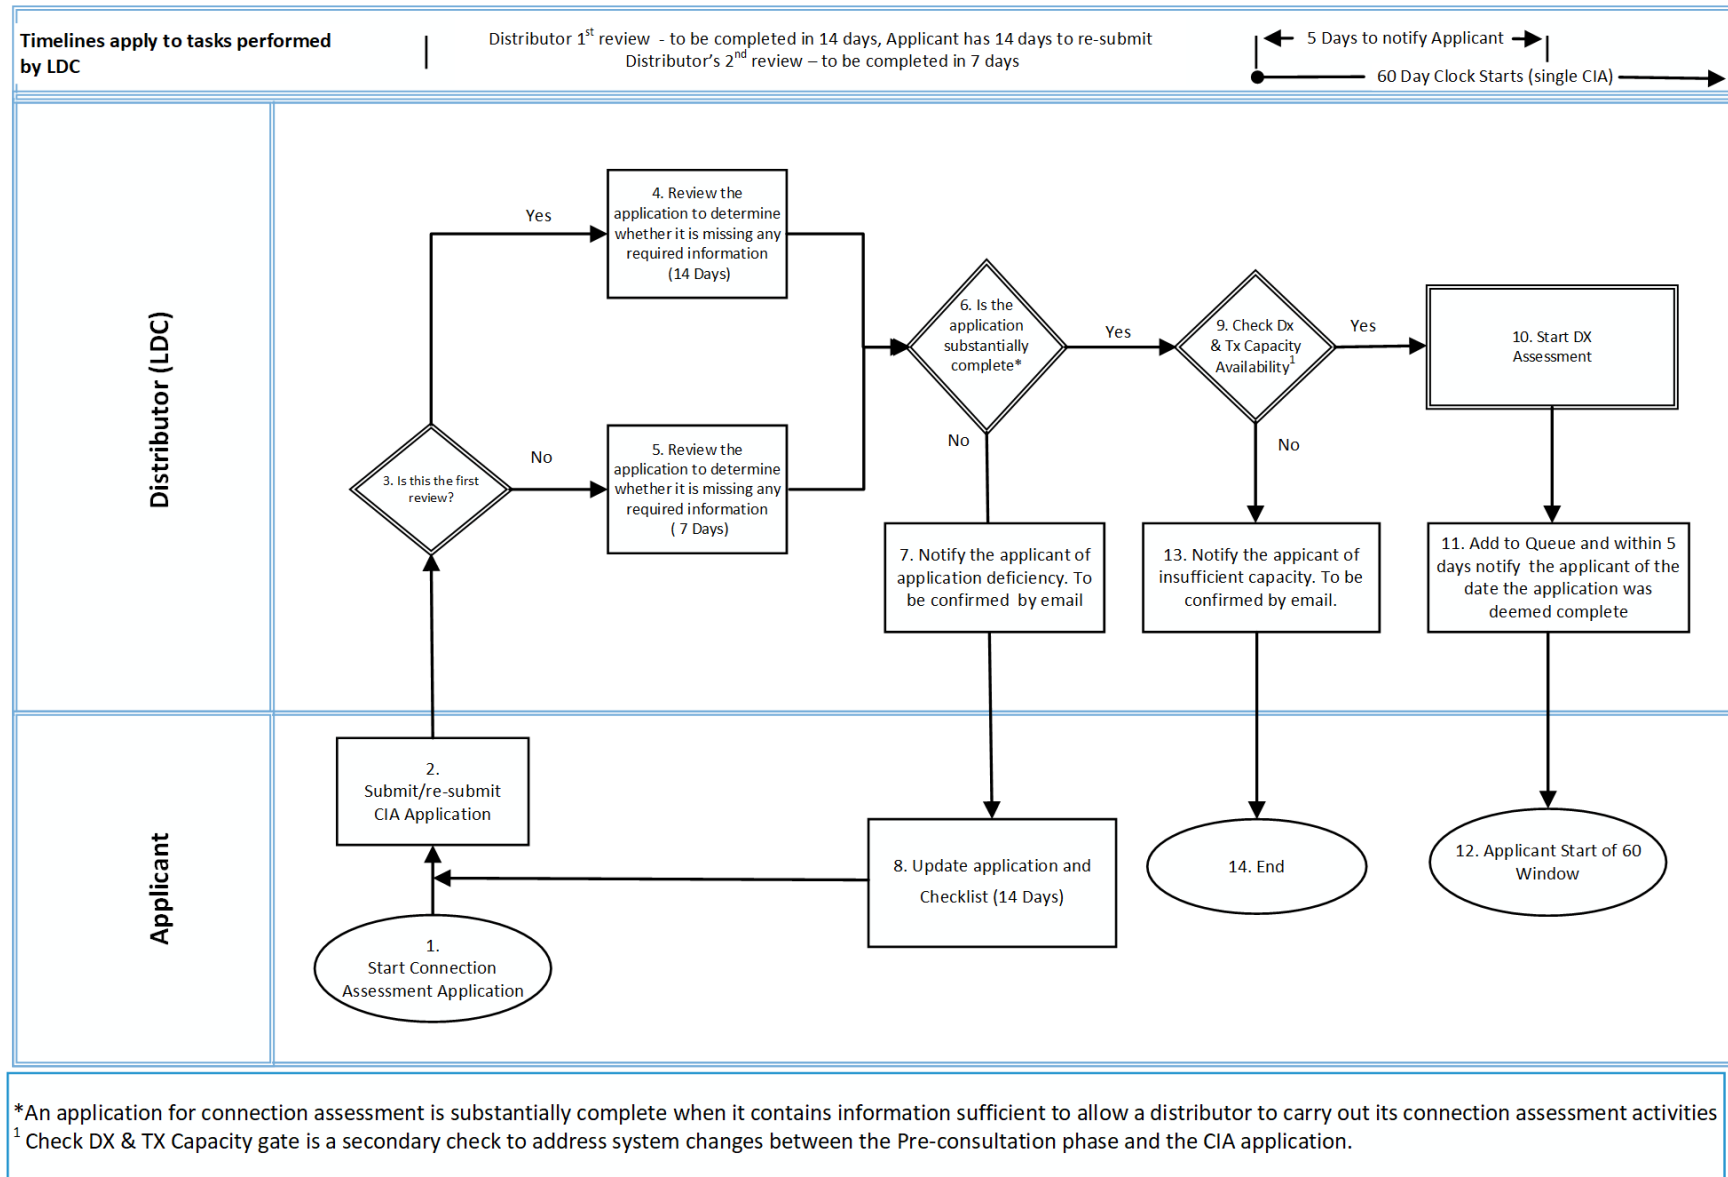 Timelines apply to tasks performed
by LDC
Distributor 1st review - to be completed in 14 days, Applicant has 14 days to re-submit
Distributor's 2nd review – to be completed in 7 days
5 Days to notify Applicant
60 Day Clock Starts (single CIA)
Distributor (LDC)
Applicant
4. Review the
application to determine
whether it is missing any
required information
(14 Days)
Yes
3. Is this the first
review?
No
5. Review the
application to determine
whether it is missing any
required information
( 7 Days)
6. Is the
application
substantially
complete*
Yes
No
9. Check Dx
& Tx Capacity
Availability1
Yes
No
10. Start DX
Assessment
7. Notify the applicant of
application deficiency. To
be confirmed by email
13. Notify the appicant of
insufficient capacity. To be
confirmed by email.
11. Add to Queue and within 5
days notify the applicant of the
date the application was
deemed complete
2.
Submit/re-submit
CIA Application
8. Update application and
Checklist (14 Days)
14. End
12. Applicant Start of 60
Window
1.
Start Connection
Assessment Application
*An application for connection assessment is substantially complete when it contains information sufficient to allow a distributor to carry out its connection assessment activities
1 Check DX & TX Capacity gate is a secondary check to address system changes between the Pre-consultation phase and the CIA application.